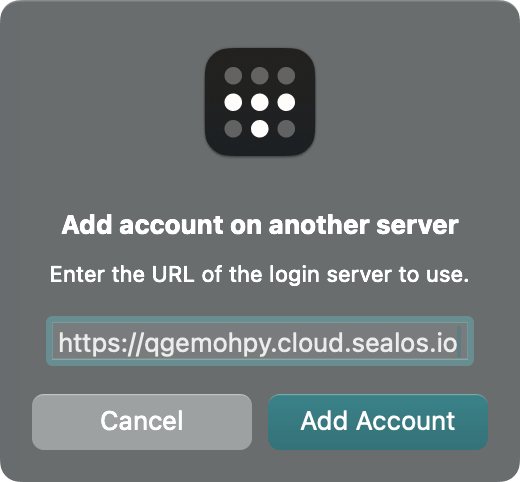 Add account on another server
Enter the URL of the login server to use.
https://qgemohpy.cloud.sealos.io
Cancel
Add Account